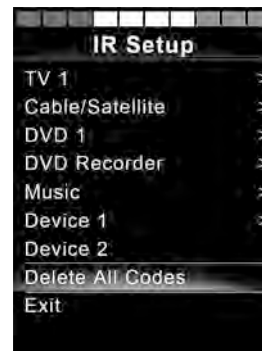 IR Setup
TV 1 >
Cable/Satellite >
DVD 1 >
DVD Recorder >
Music >
Device 1 >
Device 2
Delete All Codes
Exit